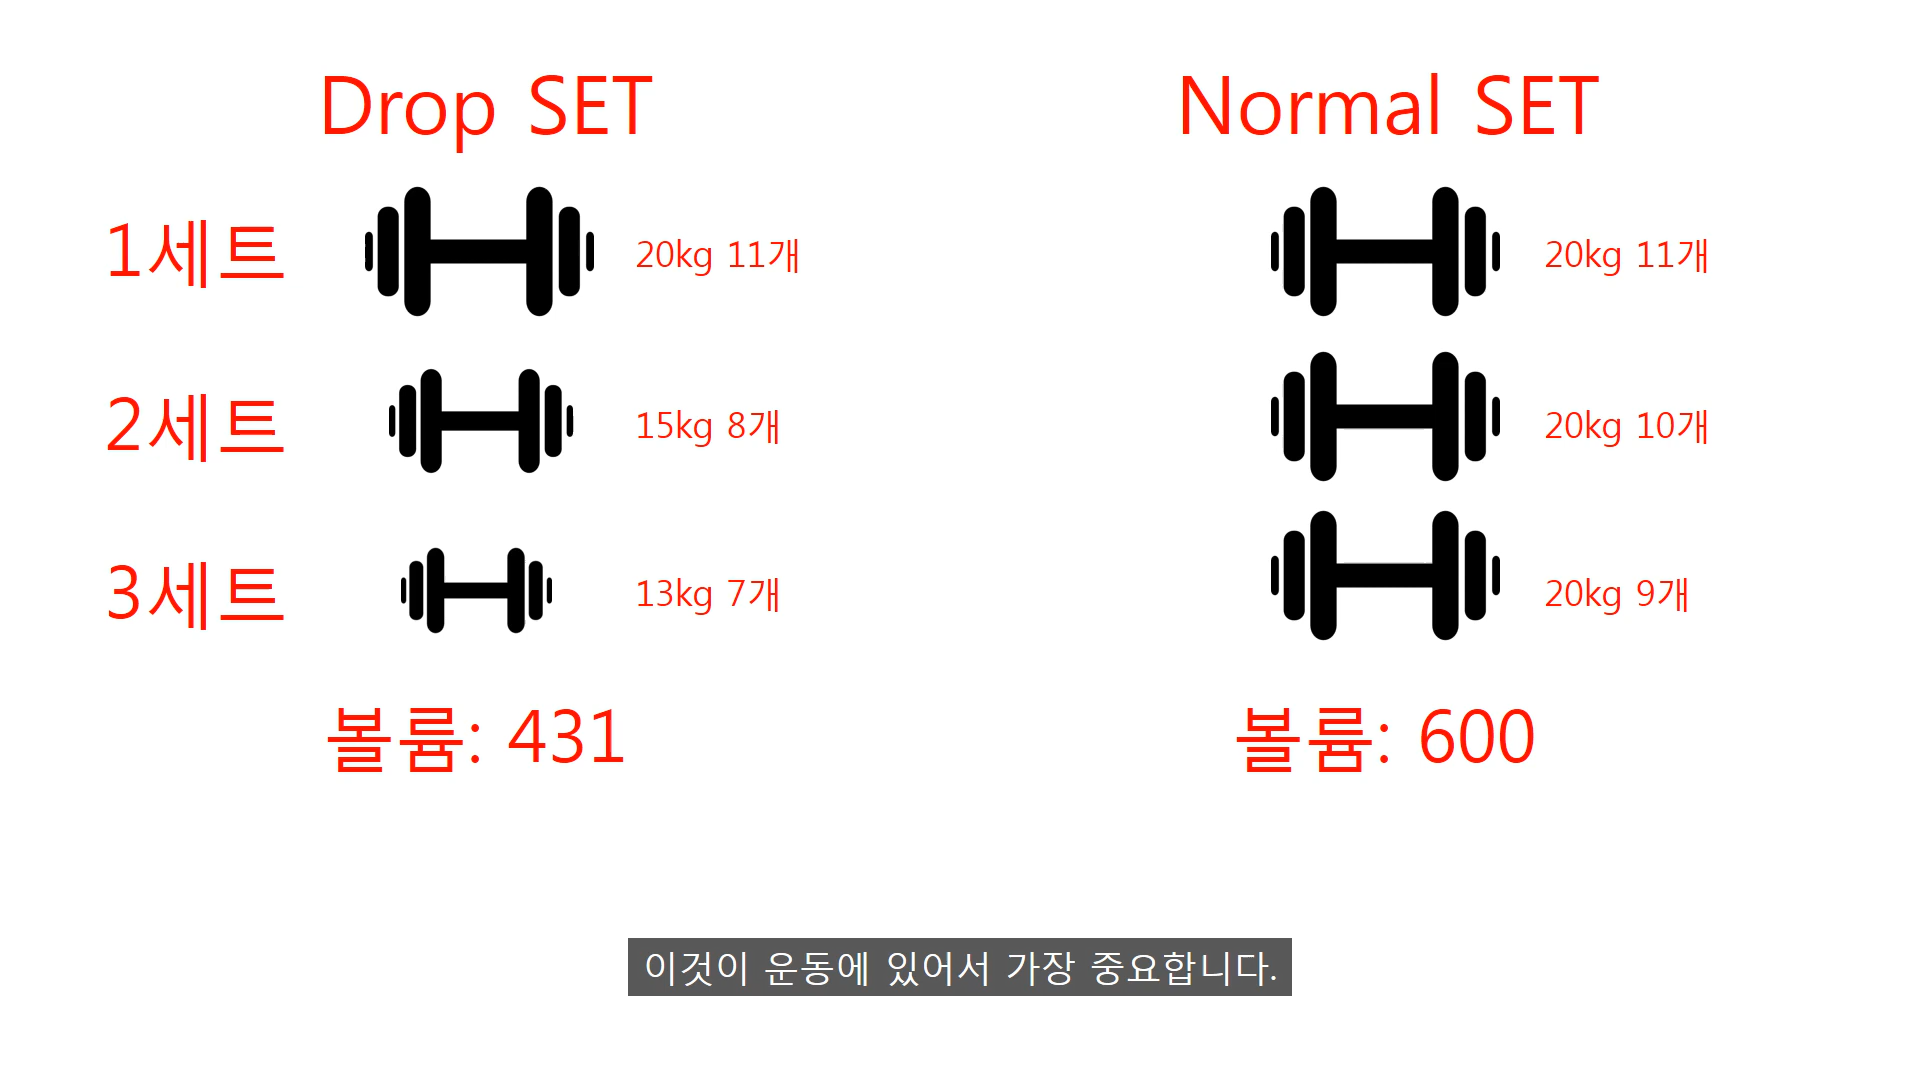 Drop SET
Normal SET
1세트
20kg 11개
20kg 11개
2세트
15kg 8개
20kg 10개
3세트
13kg 7개
20kg 9개
볼륨: 431
볼륨: 600
이것이 운동에 있어서 가장 중요합니다.